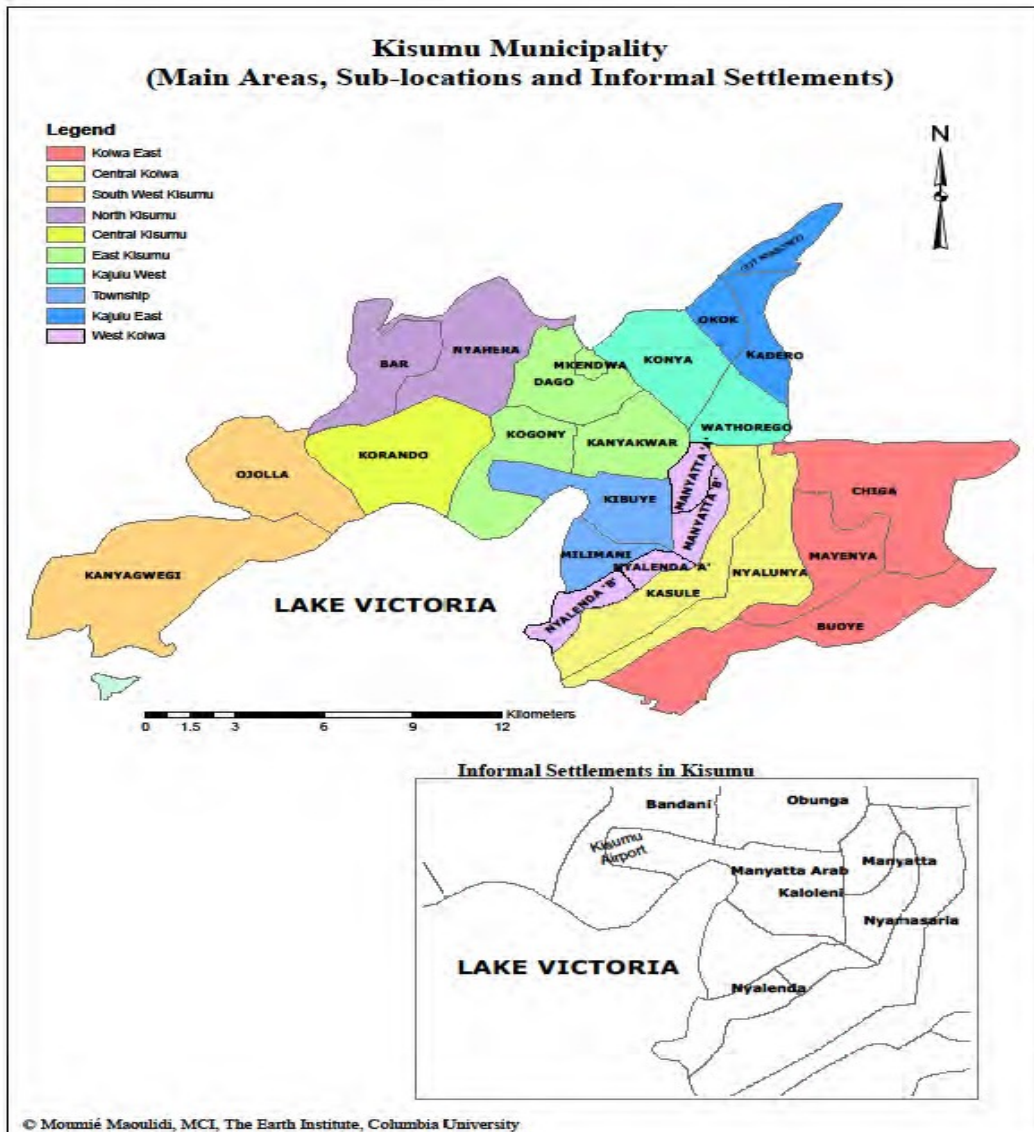 Kisumu Municipality
(Main Areas, Sub-locations and Informal Settlements)
Legend
Kolwa East
Central Kolwa
South West Kisumu
North Kisumu
Central Kisumu
East Kisumu
Kajulu West
Township
Kajulu East
West Kolwa
N
OKOK
KADERO
BAR
NYAHERA
MKENDWA
KONYA
DAGO
WATHOREGO
KOGONY
KANYAKWAR
KORANDO
OJOLLA
MANYATTA 'A'
MANYATTA 'B'
KIBUYE
CHIGA
MAYENYA
MILIMANI
NYALENDA 'A'
NYALUNYA
KANYAGWEGI
NYALENDA 'B'
KASULE
LAKE VICTORIA
BUOYE
Kilometers
0 1.5 3 6 9 12
Informal Settlements in Kisumu
Bandani
Obunga
Kisumu
Airport
Manyatta Arab
Manyatta
Kaloleni
Nyamasaria
LAKE VICTORIA
Nyalenda
© Moumié Maoulidi, MCI, The Earth Institute, Columbia University